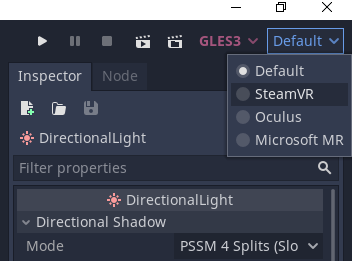 GLES3 Default
Default
SteamVR
Oculus
Microsoft MR
Inspector Node
DirectionalLight
Filter properties
DirectionalLight
Directional Shadow
Mode PSSM 4 Splits (Slo